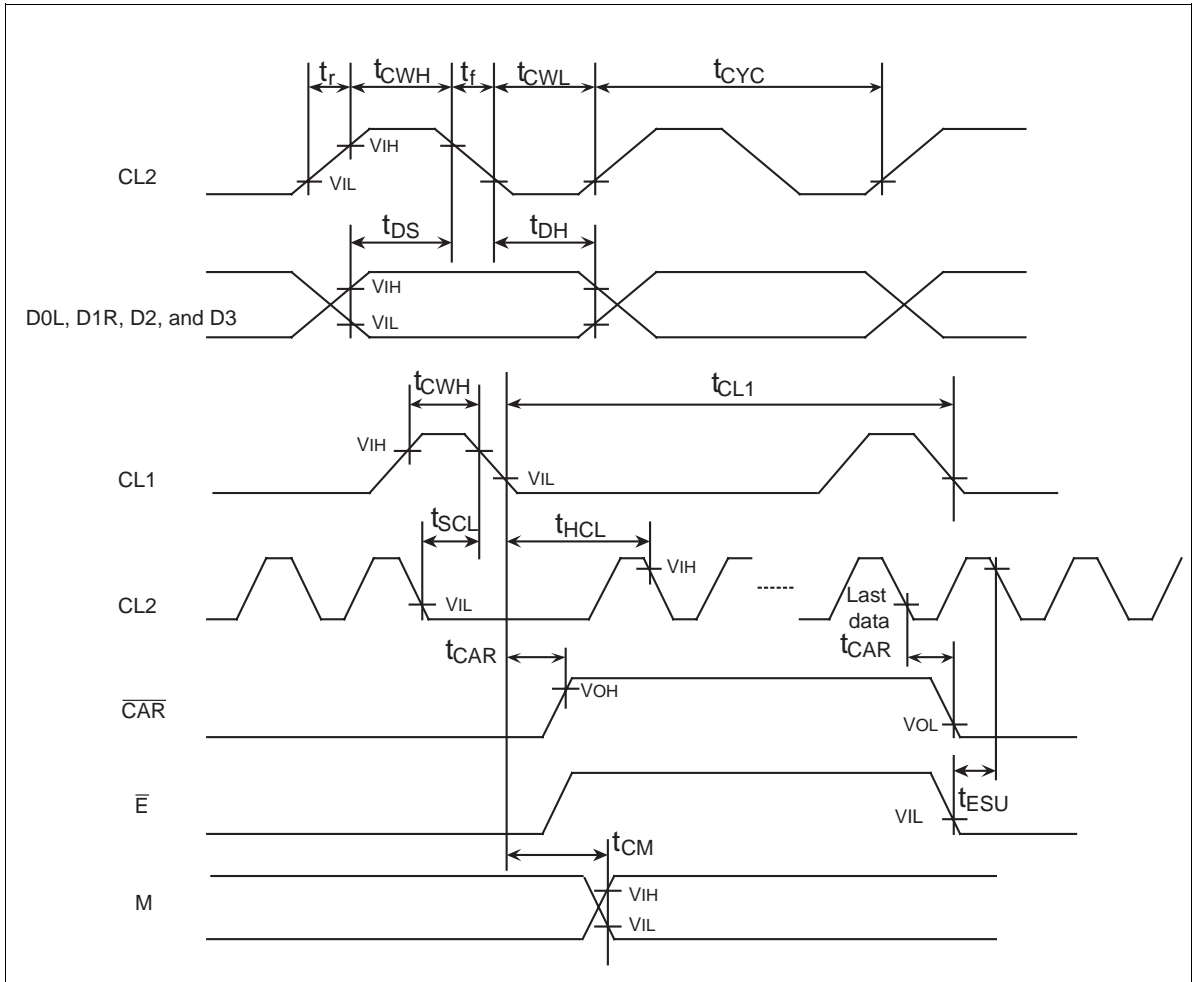 tr tCWH tf tCWL tCYC
VIH
CL2
VIL
tDS tDH
VIH
D0L, D1R, D2, and D3
VIL
tCWH tCL1
VIH
CL1
VIL
tSCL tHCL
VIH
CL2
VIL
Last
data
tCAR tCAR
VOH
CAR
VOL
E
VIL
tESU
tCM
M
VIH
VIL